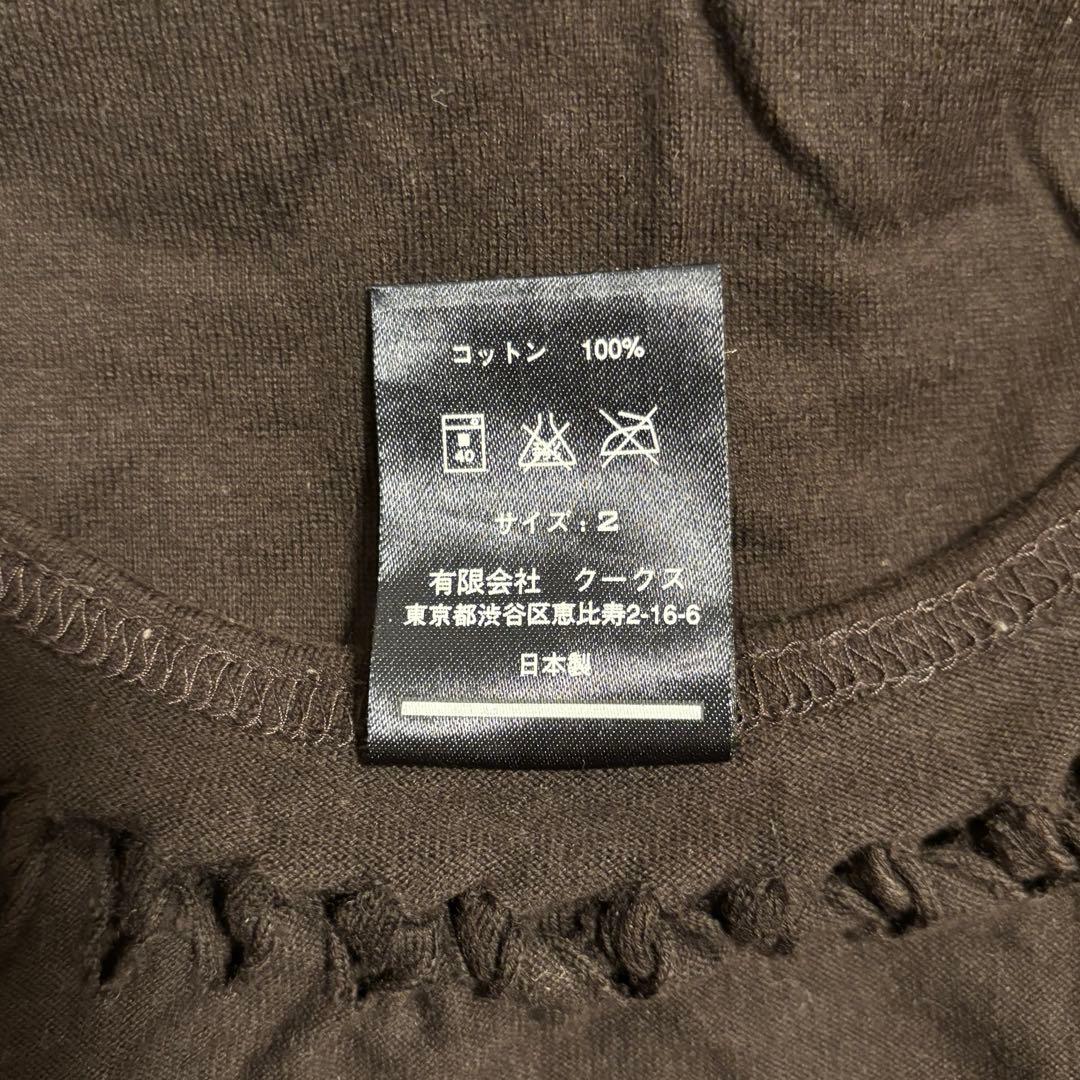 コットン 100%
40
サイズ:2
有限会社 クークス
東京都渋谷区恵比寿2-16-6
日本製